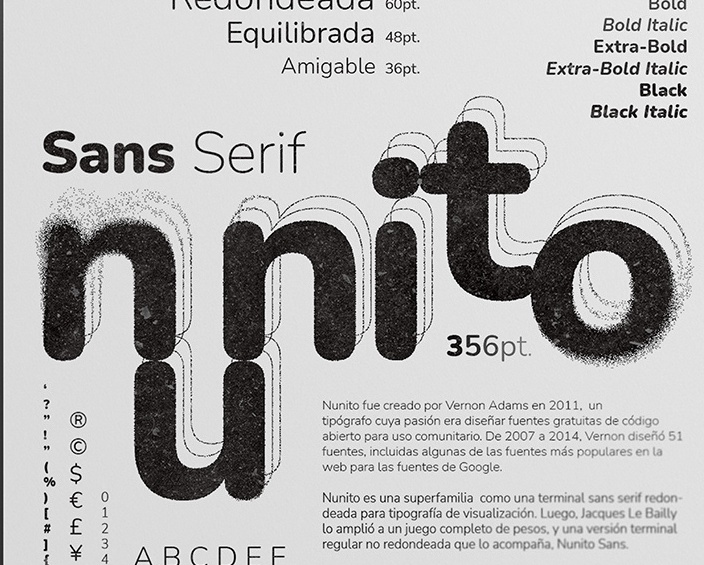 Redondeada 60pt.
Equilibrada 48pt.
Amigable 36pt.
Bold
Bold Italic
Extra-Bold
Extra-Bold Italic
Black
Black Italic
Sans Serif
nunito
356pt.
‘
?
”
!
”
(
%
)
[
#
]
{
®
©
$
€
£
¥
0
1
2
3
4
A B C D E F
Nunito fue creado por Vernon Adams en 2011, un
tipógrafo cuya pasión era diseñar fuentes gratuitas de código
abierto para uso comunitario. De 2007 a 2014, Vernon diseñó 51
fuentes, incluidas algunas de las fuentes más populares en la
web para las fuentes de Google.
Nunito es una superfamilia como una terminal sans serif redon-
deada para tipografía de visualización. Luego, Jacques Le Bailly
lo amplió a un juego completo de pesos, y una versión terminal
regular no redondeada que lo acompaña, Nunito Sans.